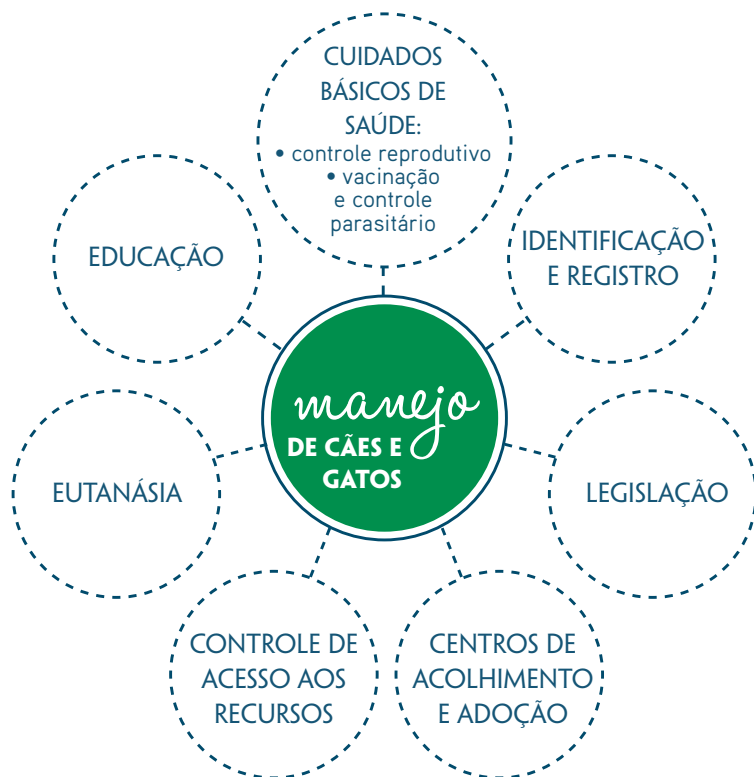 CUIDADOS
BÁSICOS DE
SAÚDE:
• controle reprodutivo
• vacinação
e controle
parasitário
IDENTIFICAÇÃO
E REGISTRO
LEGISLAÇÃO
CENTROS DE
ACOLHIMENTO
E ADOÇÃO
CONTROLE DE
ACESSO AOS
RECURSOS
EUTANÁSIA
EDUCAÇÃO
manejo
DE CÃES E
GATOS